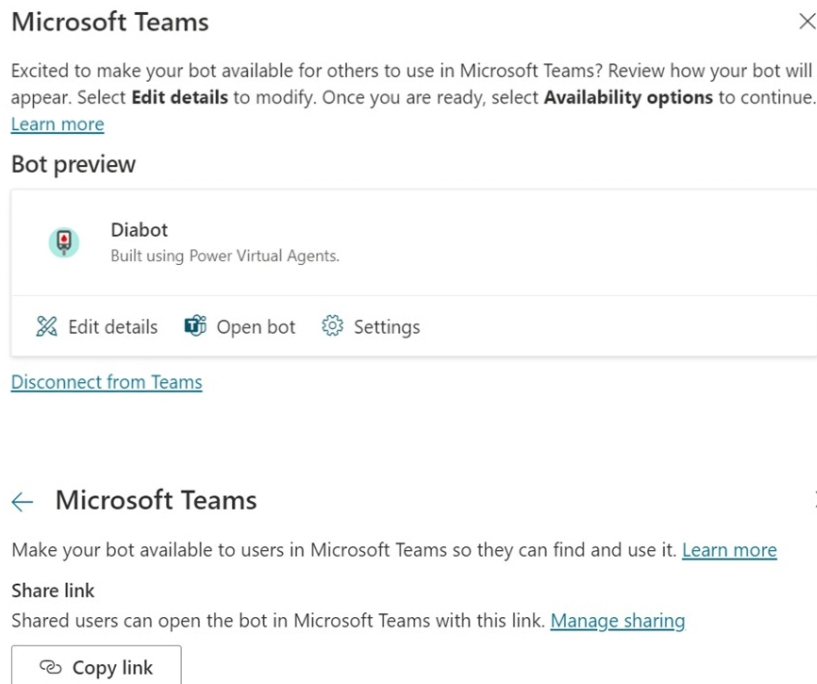 Microsoft Teams
Excited to make your bot available for others to use in Microsoft Teams? Review how your bot will
appear. Select Edit details to modify. Once you are ready, select Availability options to continue.
Learn more
Bot preview
Diabot
Built using Power Virtual Agents.
Edit details Open bot Settings
Disconnect from Teams
Microsoft Teams
Make your bot available to users in Microsoft Teams so they can find and use it. Learn more
Share link
Shared users can open the bot in Microsoft Teams with this link. Manage sharing
Copy link